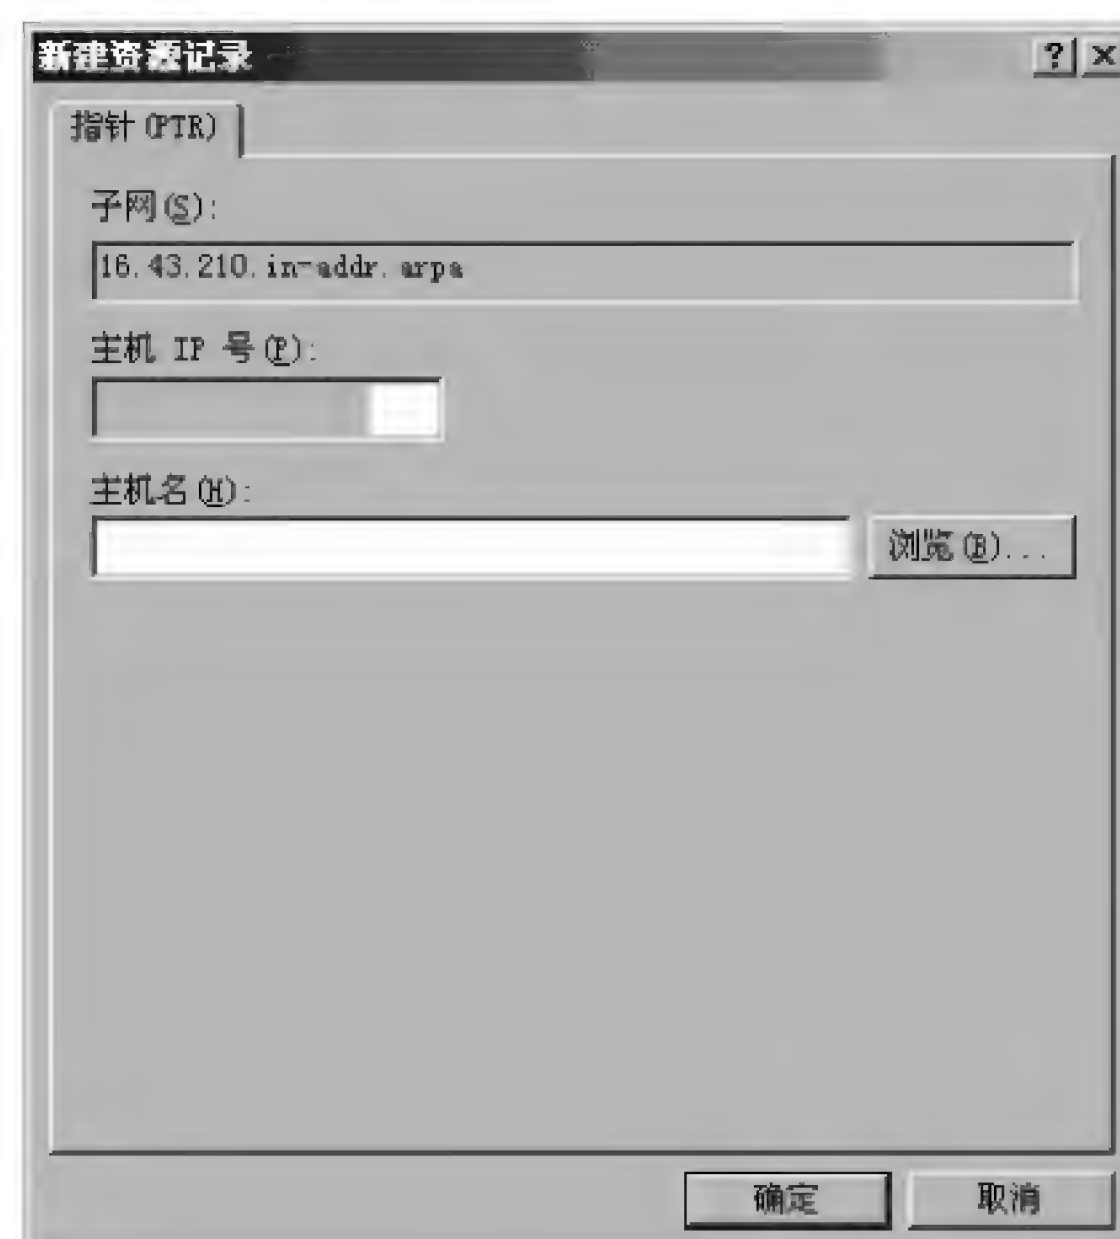 新建资源记录
指针(PTR)
子网(S):
16.43.210.in-addr.arpa
主机 IP 号(P):
主机名(H):
浏览(B)...
确定
取消